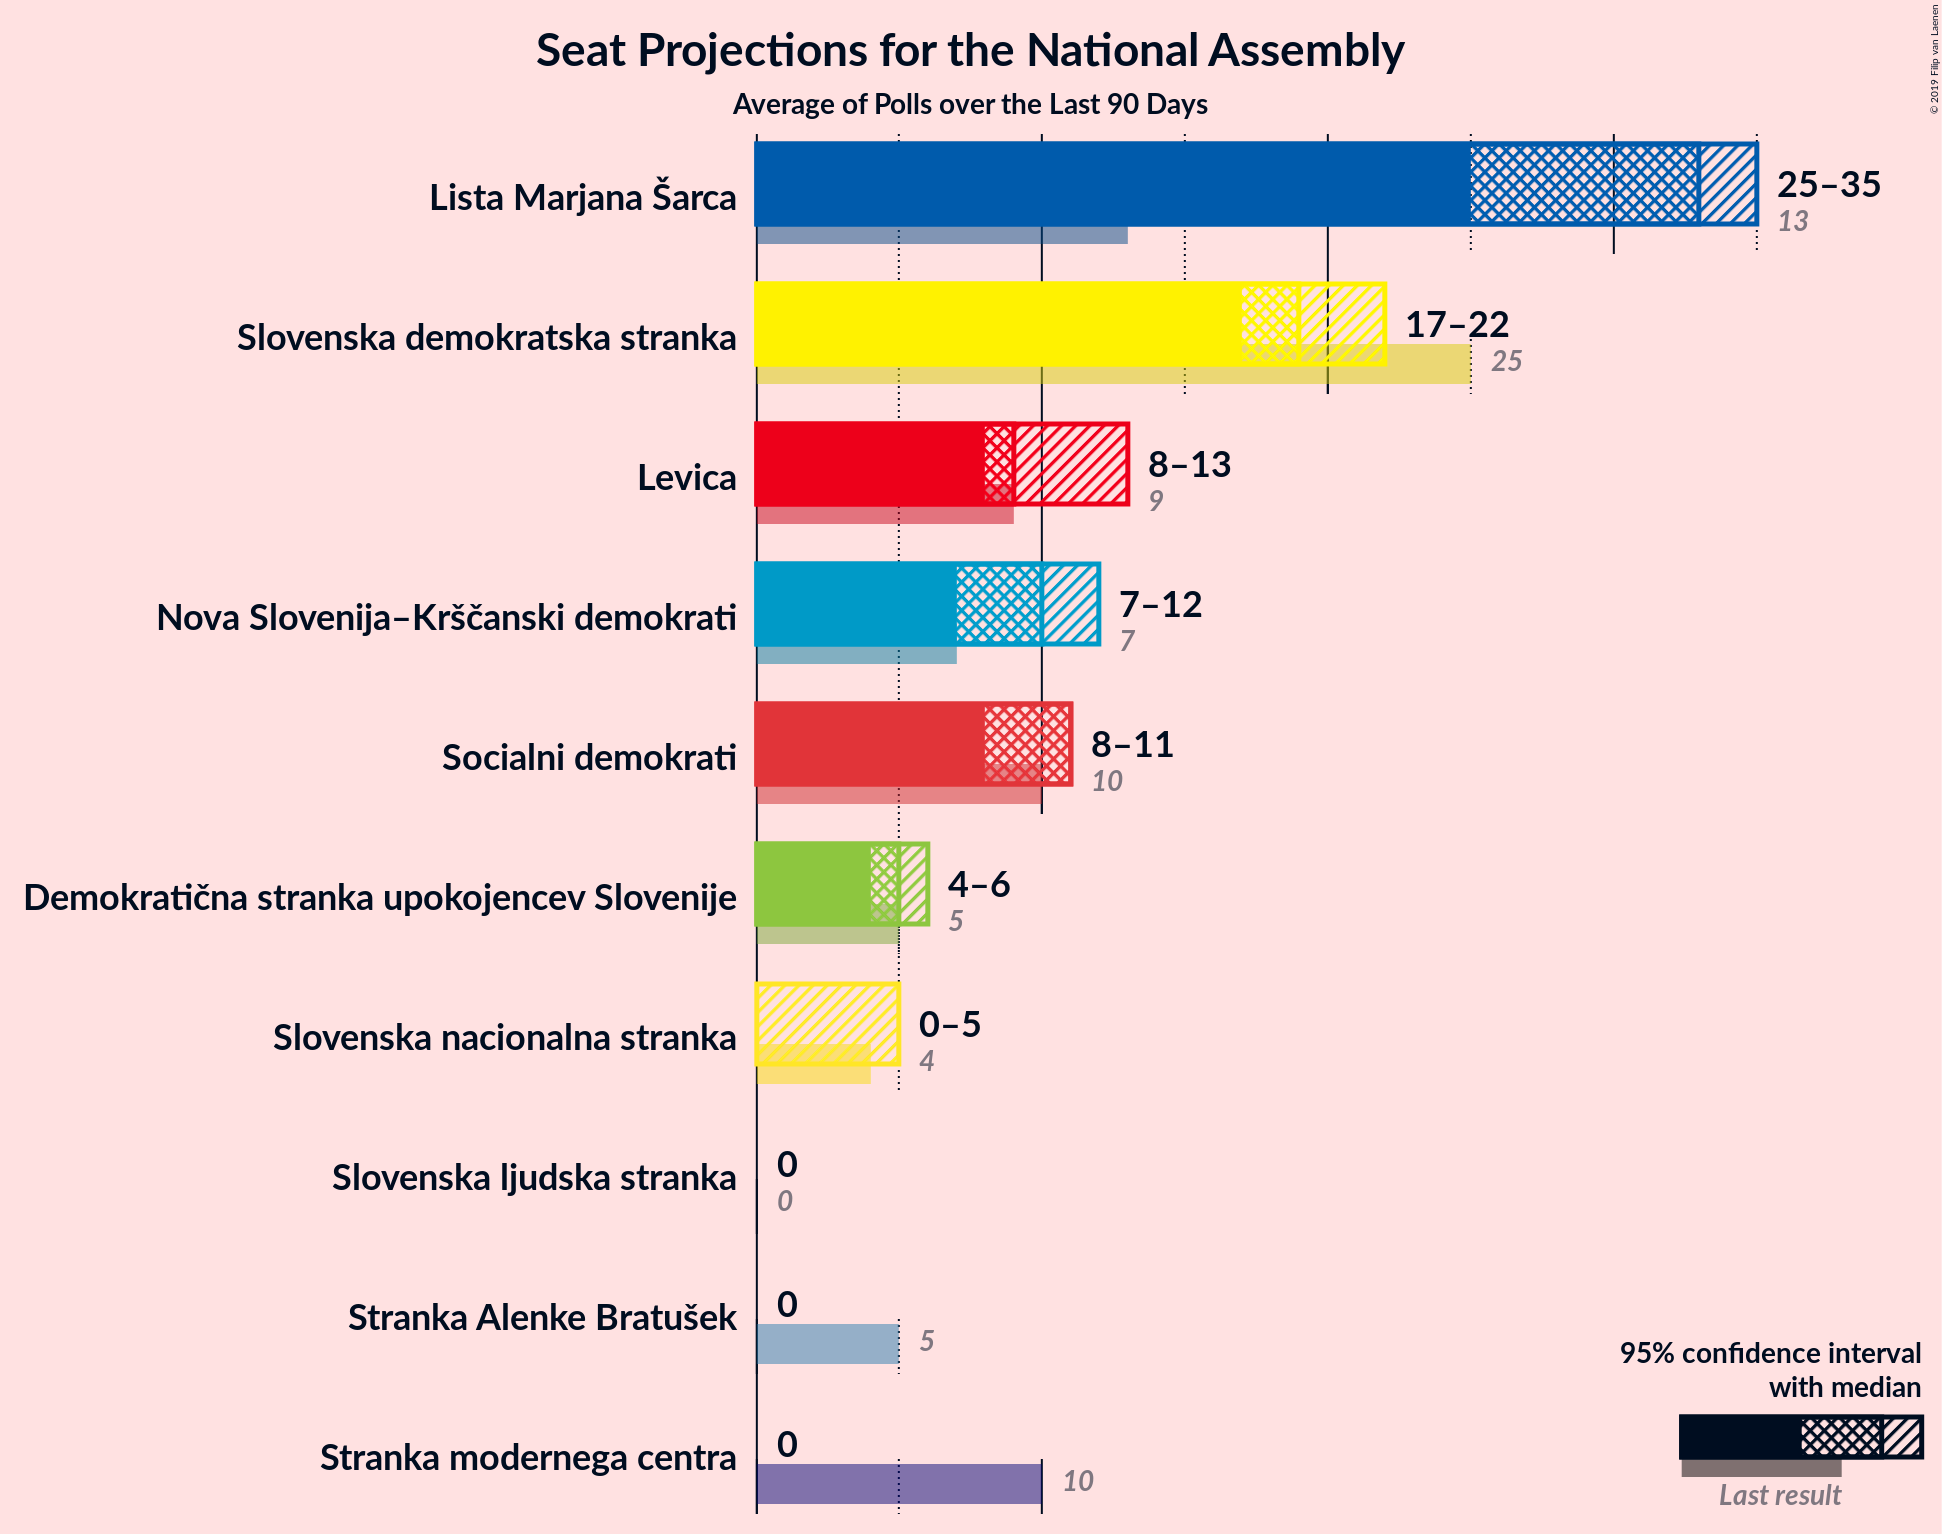 Seat Projections for the National Assembly
Average of Polls over the Last 90 Days
© 2019 Filip van Laenen
Lista Marjana Šarca
25–35
13
Slovenska demokratska stranka
17–22
25
Levica
8–13
9
Nova Slovenija–Krščanski demokrati
7–12
7
Socialni demokrati
8–11
10
Demokratična stranka upokojencev Slovenije
4–6
5
Slovenska nacionalna stranka
0–5
4
Slovenska ljudska stranka
0
0
Stranka Alenke Bratušek
0
5
Stranka modernega centra
0
10
95% confidence interval
with median
Last result